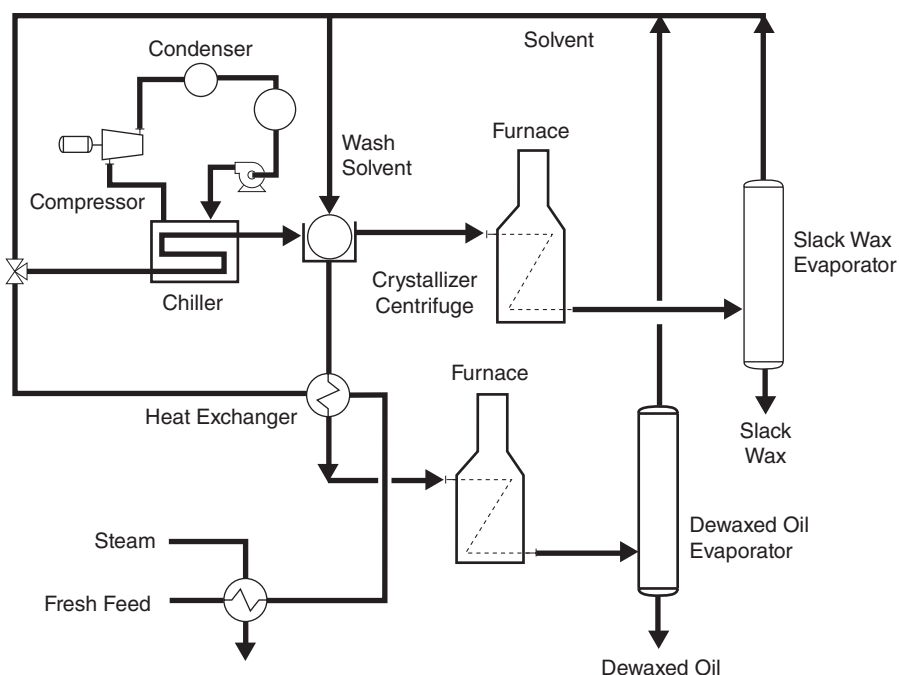 Solvent
Condenser
Furnace
Wash
Solvent
Compressor
Slack Wax
Evaporator
Crystallizer
Centrifuge
Chiller
Furnace
Heat Exchanger
Slack
Wax
Dewaxed Oil
Evaporator
Steam
Fresh Feed
Dewaxed Oil